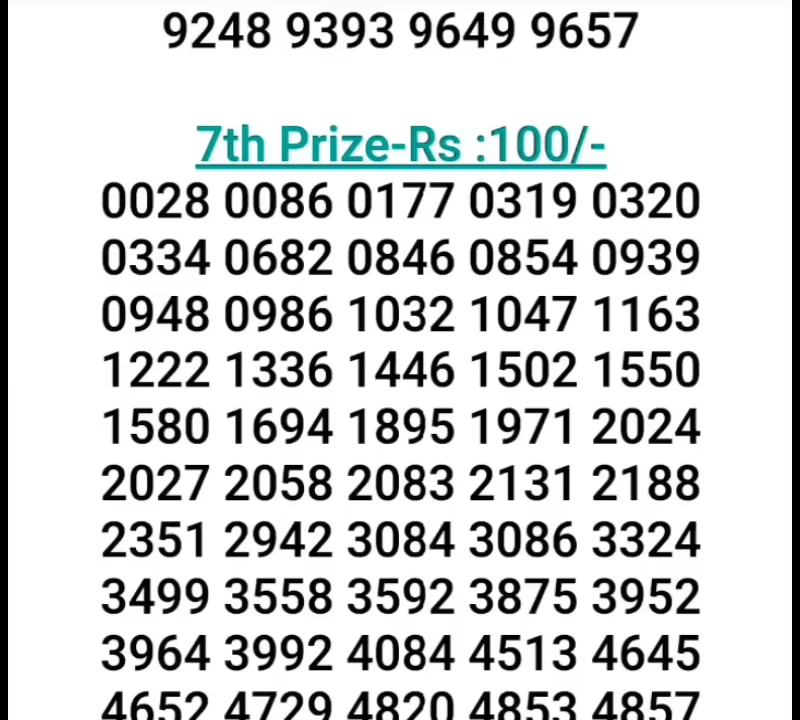 9248 9393 9649 9657
7th Prize-Rs :100/-
0028 0086 0177 0319 0320
0334 0682 0846 0854 0939
0948 0986 1032 1047 1163
1222 1336 1446 1502 1550
1580 1694 1895 1971 2024
2027 2058 2083 2131 2188
2351 2942 3084 3086 3324
3499 3558 3592 3875 3952
3964 3992 4084 4513 4645
4652 4729 4820 4853 4857